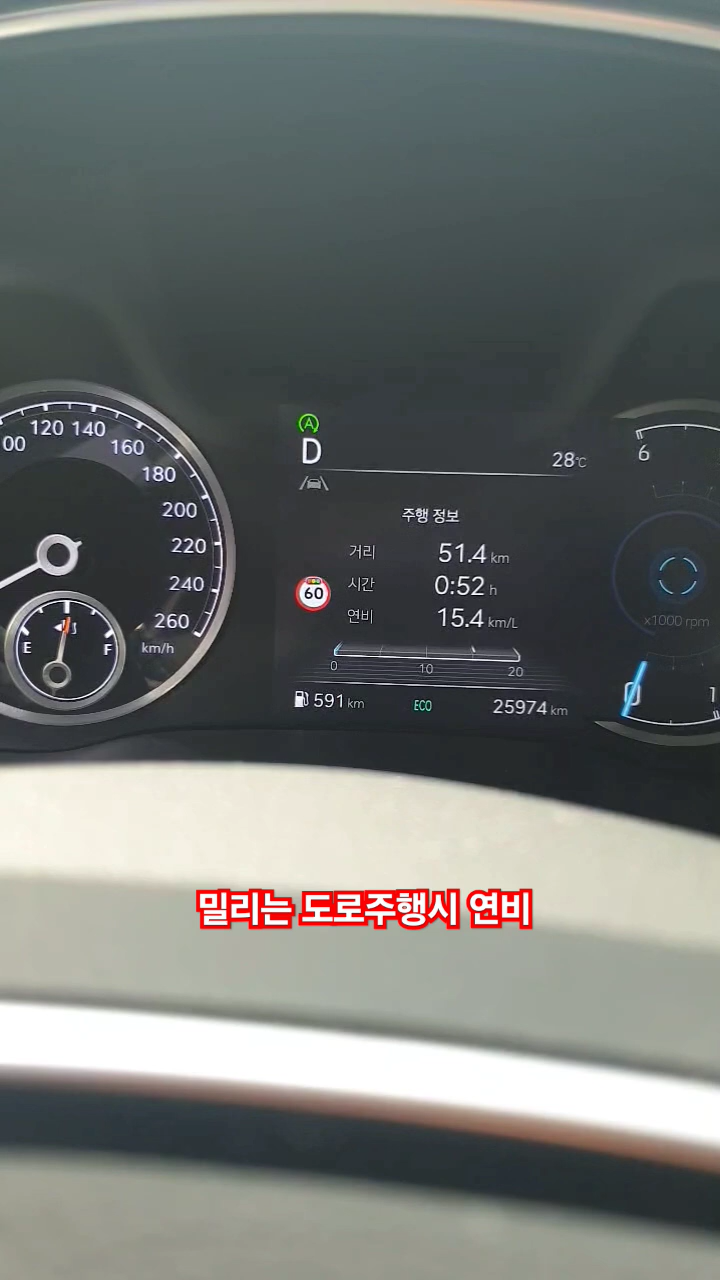 00 120 140 160 180 200 220 240 260
km/h
E F
A
D
28℃
주행 정보
거리 51.4 km
60
시간 0:52 h
연비 15.4 km/L
0 10 20
591 km ECO 25974 km
6
x1000 rpm
0 1
밀리는 도로주행시 연비